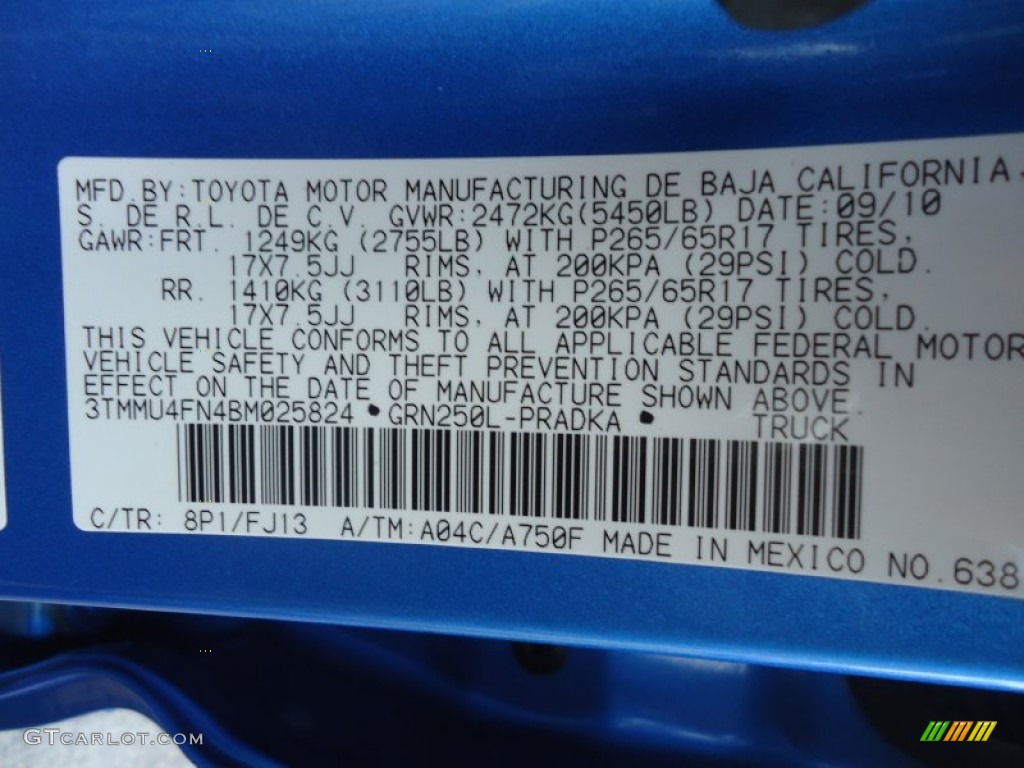 MFD.BY:TOYOTA MOTOR MANUFACTURING DE BAJA CALIFORNIA.
S. DE R.L. DE C.V. GVWR:2472KG(5450LB) DATE:09/10
GAWR:FRT. 1249KG (2755LB) WITH P265/65R17 TIRES,
17X7.5JJ RIMS, AT 200KPA (29PSI) COLD.
RR. 1410KG (3110LB) WITH P265/65R17 TIRES,
17X7.5JJ RIMS, AT 200KPA (29PSI) COLD.
THIS VEHICLE CONFORMS TO ALL APPLICABLE FEDERAL MOTOR
VEHICLE SAFETY AND THEFT PREVENTION STANDARDS IN
EFFECT ON THE DATE OF MANUFACTURE SHOWN ABOVE.
3TMMU4FN4BM025824 • GRN250L-PRADKA • TRUCK
C/TR: 8P1/FJ13 A/TM:A04C/A750F MADE IN MEXICO NO.638
GTCARLOT.COM